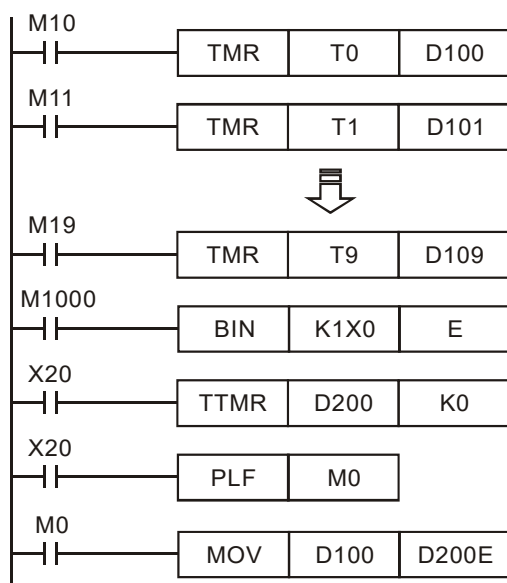 M10
TMR T0 D100
M11
TMR T1 D101
M19
TMR T9 D109
M1000
BIN K1X0 E
X20
TTMR D200 K0
X20
PLF M0
M0
MOV D100 D200E